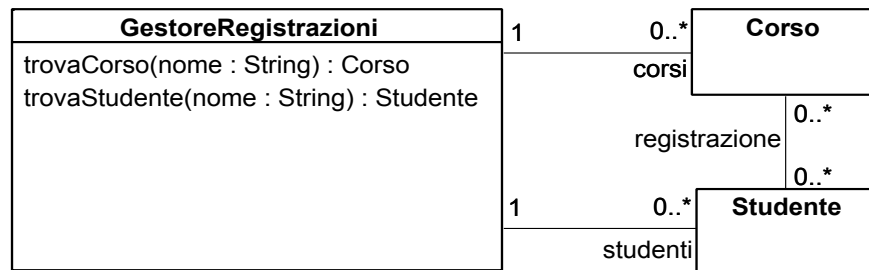 GestoreRegistrazioni
trovaCorso(nome : String) : Corso
trovaStudente(nome : String) : Studente
1
0..*
corsi
Corso
0..*
registrazione
0..*
1
0..*
studenti
Studente